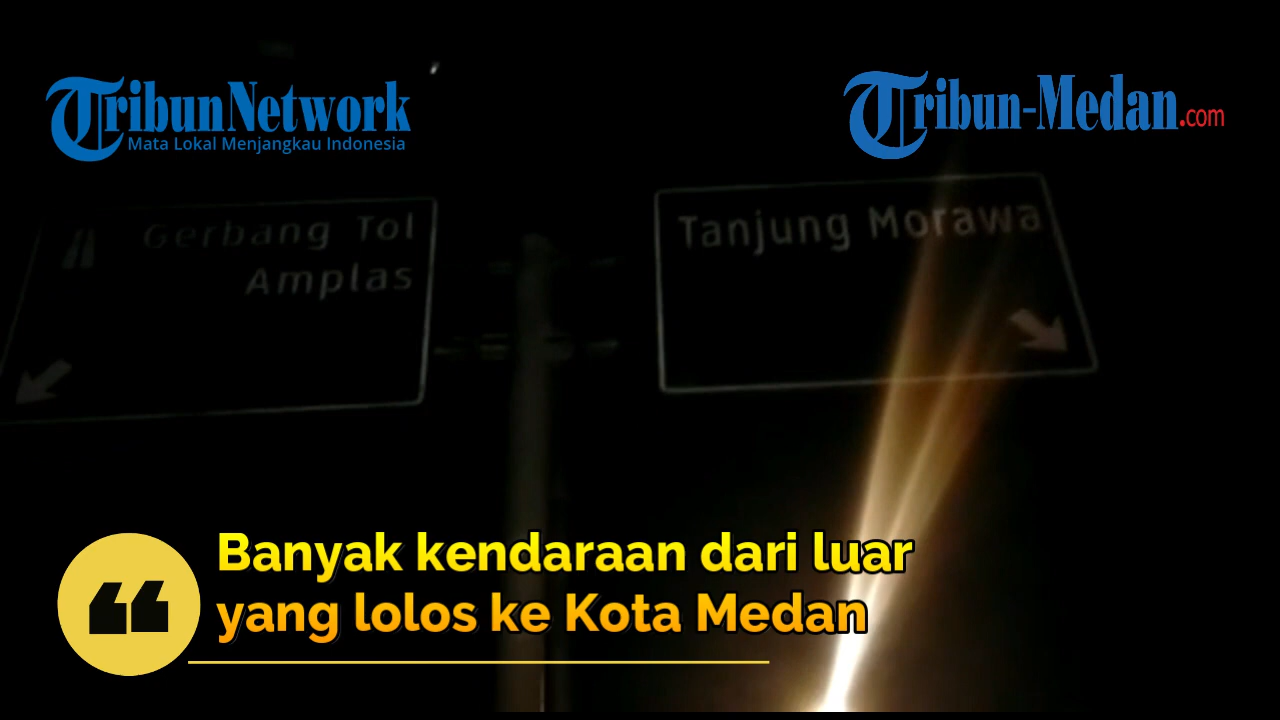 TribunNetwork
Mata Lokal Menjangkau Indonesia
Tribun-Medan.com
Gerbang Tol
Amplas
Tanjung Morawa
Banyak kendaraan dari luar
yang lolos ke Kota Medan